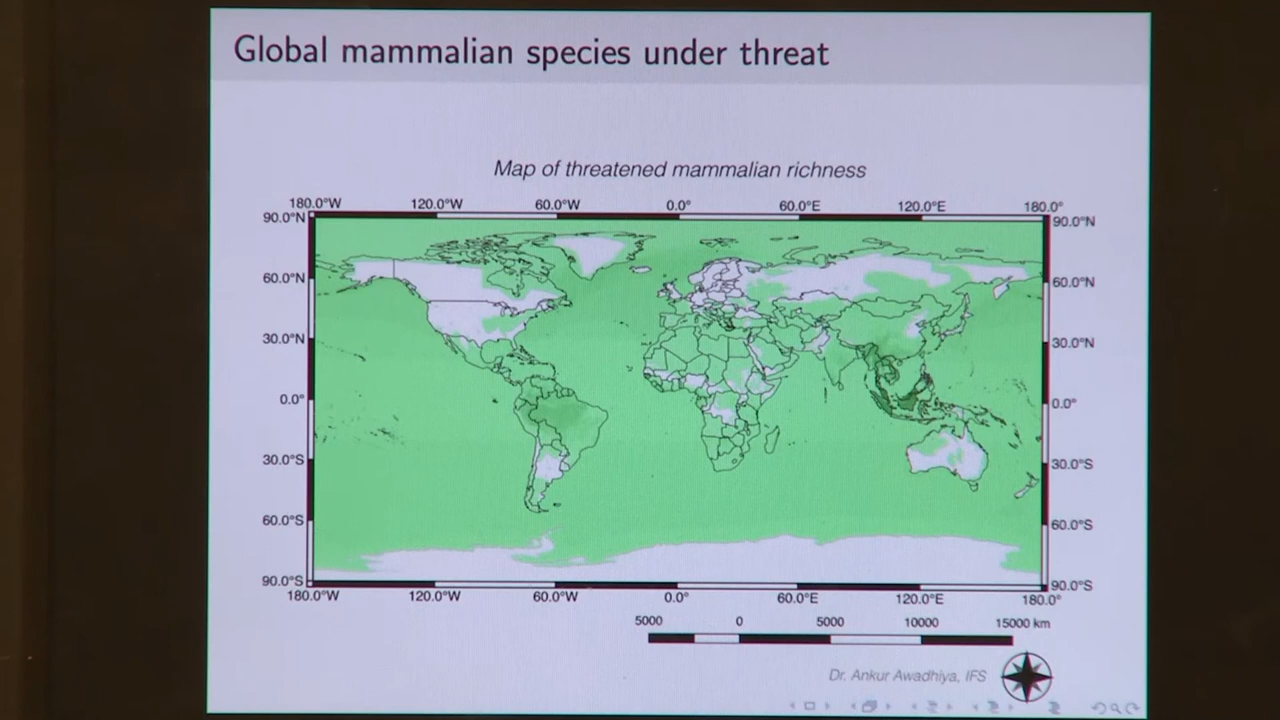 Global mammalian species under threat
Map of threatened mammalian richness
180.0°W 120.0°W 60.0°W 0.0° 60.0°E 120.0°E 180.0°
90.0°N 90.0°N
60.0°N 60.0°N
30.0°N 30.0°N
0.0° 0.0°
30.0°S 30.0°S
60.0°S 60.0°S
90.0°S 90.0°S
180.0°W 120.0°W 60.0°W 0.0° 60.0°E 120.0°E 180.0°
5000 0 5000 10000 15000 km
Dr. Ankur Awadhiya, IFS